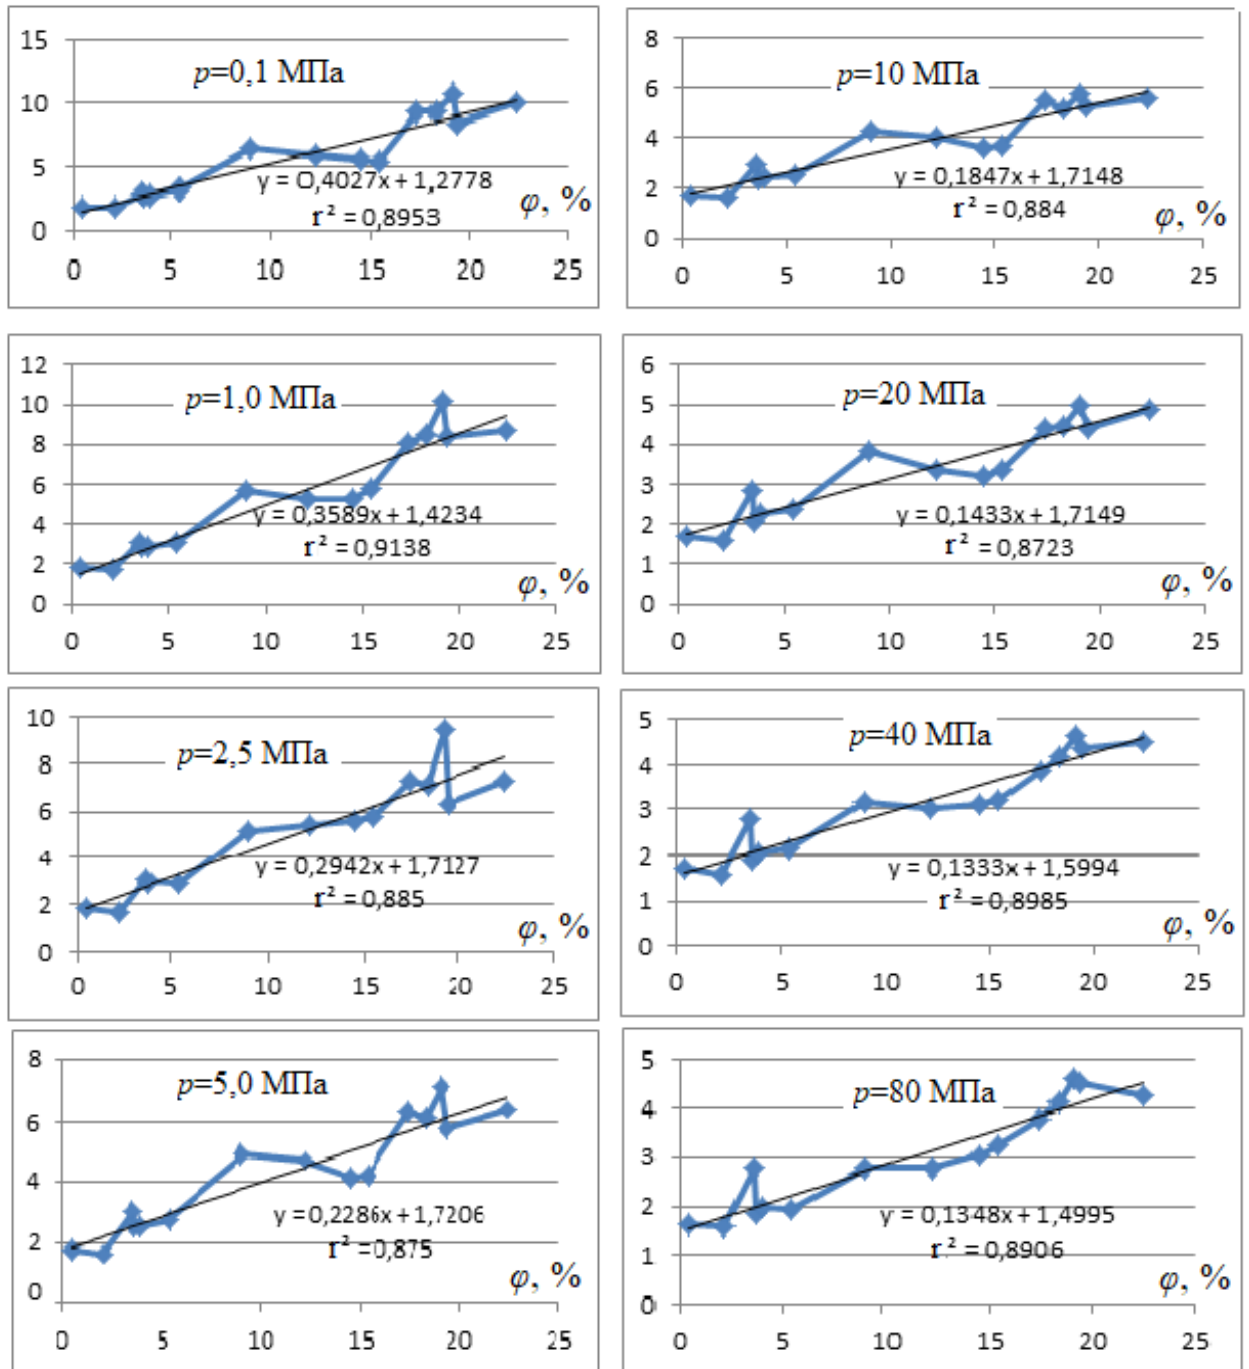 p=0,1 МПа
15
10
5
0
y = 0,4027x + 1,2778
r² = 0,8953
φ, %
0 5 10 15 20 25
p=10 МПа
8
6
4
2
0
y = 0,1847x + 1,7148
r² = 0,884
φ, %
0 5 10 15 20 25
p=1,0 МПа
12
10
8
6
4
2
0
y = 0,3589x + 1,4234
r² = 0,9138
φ, %
0 5 10 15 20 25
p=20 МПа
6
5
4
3
2
1
0
y = 0,1433x + 1,7149
r² = 0,8723
φ, %
0 5 10 15 20 25
p=2,5 МПа
10
8
6
4
2
0
y = 0,2942x + 1,7127
r² = 0,885
φ, %
0 5 10 15 20 25
p=40 МПа
5
4
3
2
1
0
y = 0,1333x + 1,5994
r² = 0,8985
φ, %
0 5 10 15 20 25
p=5,0 МПа
8
6
4
2
0
y = 0,2286x + 1,7206
r² = 0,875
φ, %
0 5 10 15 20 25
p=80 МПа
5
4
3
2
1
0
y = 0,1348x + 1,4995
r² = 0,8906
φ, %
0 5 10 15 20 25